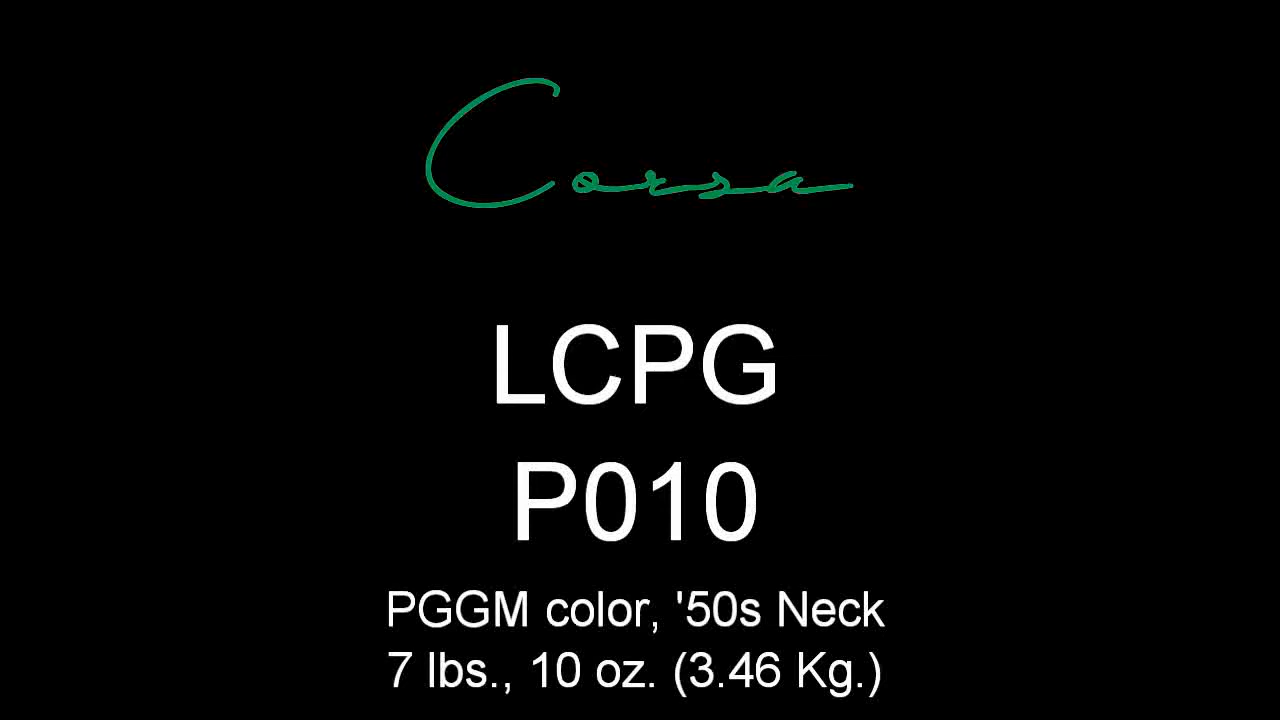 Corsa
LCPG
P010
PGGM color, '50s Neck
7 lbs., 10 oz. (3.46 Kg.)